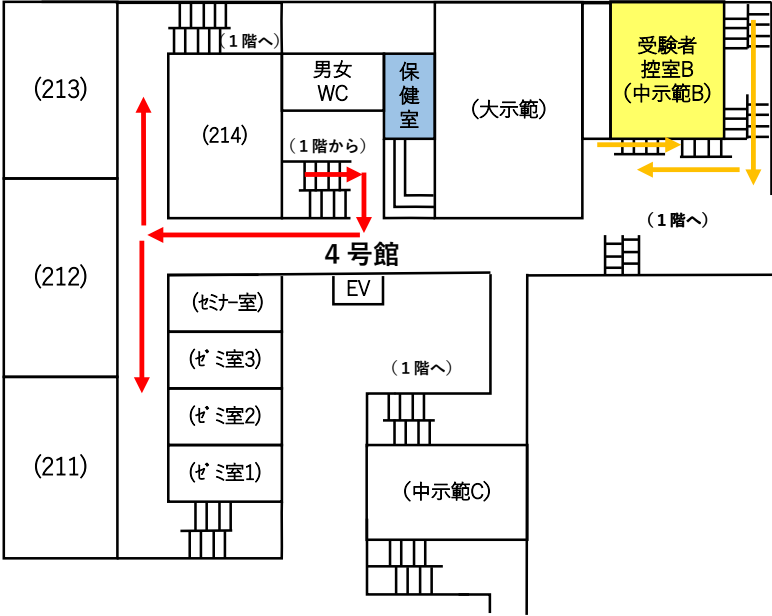 (213)
(1階へ)
(214)
男女
WC
保
健
室
(1階から)
(大示範)
受験者
控室B
(中示範B)
(1階へ)
4号館
(212)
(ｾﾐﾅｰ室)
EV
(ｾﾞﾐ室3)
(1階へ)
(ｾﾞﾐ室2)
(211)
(ｾﾞﾐ室1)
(中示範C)